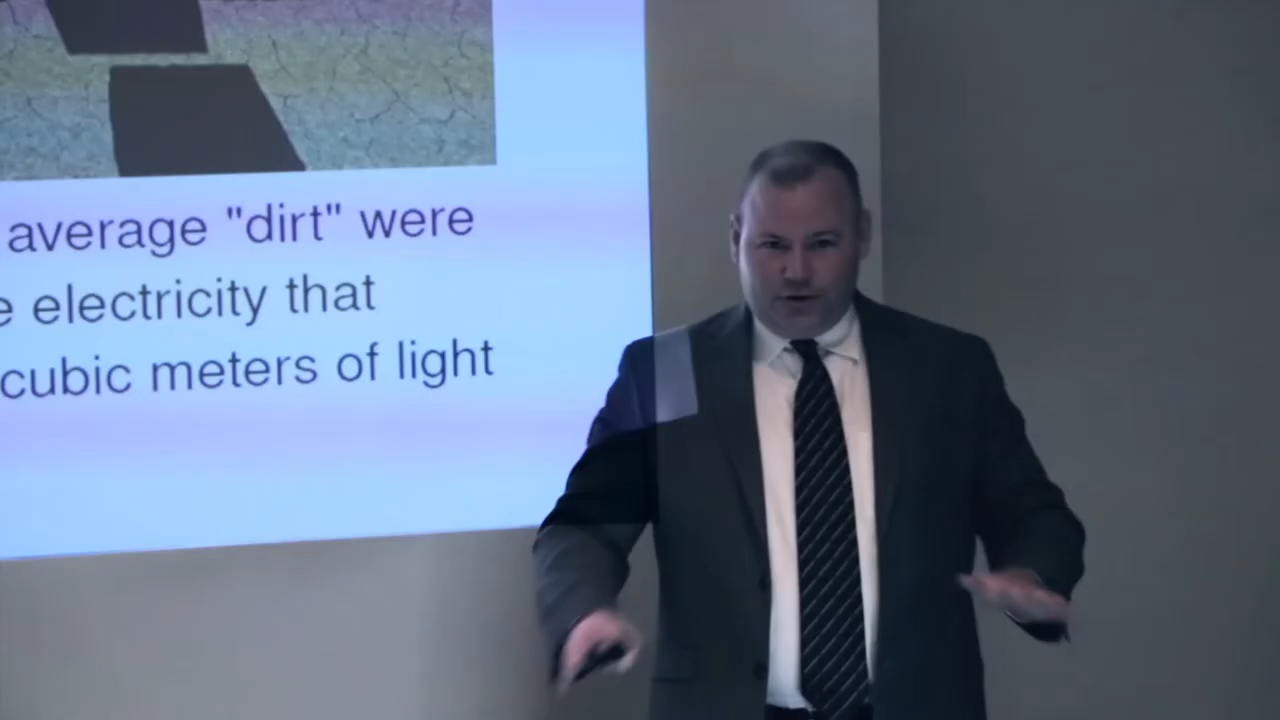 average "dirt" were
electricity that
cubic meters of light